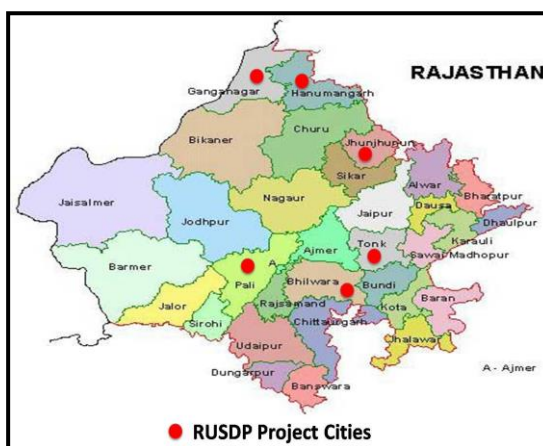 RAJASTHAN
Ganganagar
Hanumangarh
Churu
Bikaner
Jhunjhunun
Sikar
Alwar
Bharatpur
Jaisalmer
Nagaur
Jaipur
Dausa
Dhaulpur
Jodhpur
Karauli
Ajmer
Tonk
Sawai Madhopur
Barmer
A
Pali
Bhilwara
Bundi
Baran
Jalor
Rajsamand
Kota
Sirohi
Chittaurgarh
Jhalawar
Udaipur
Dungarpur
Banswara
A - Ajmer
RUSDP Project Cities